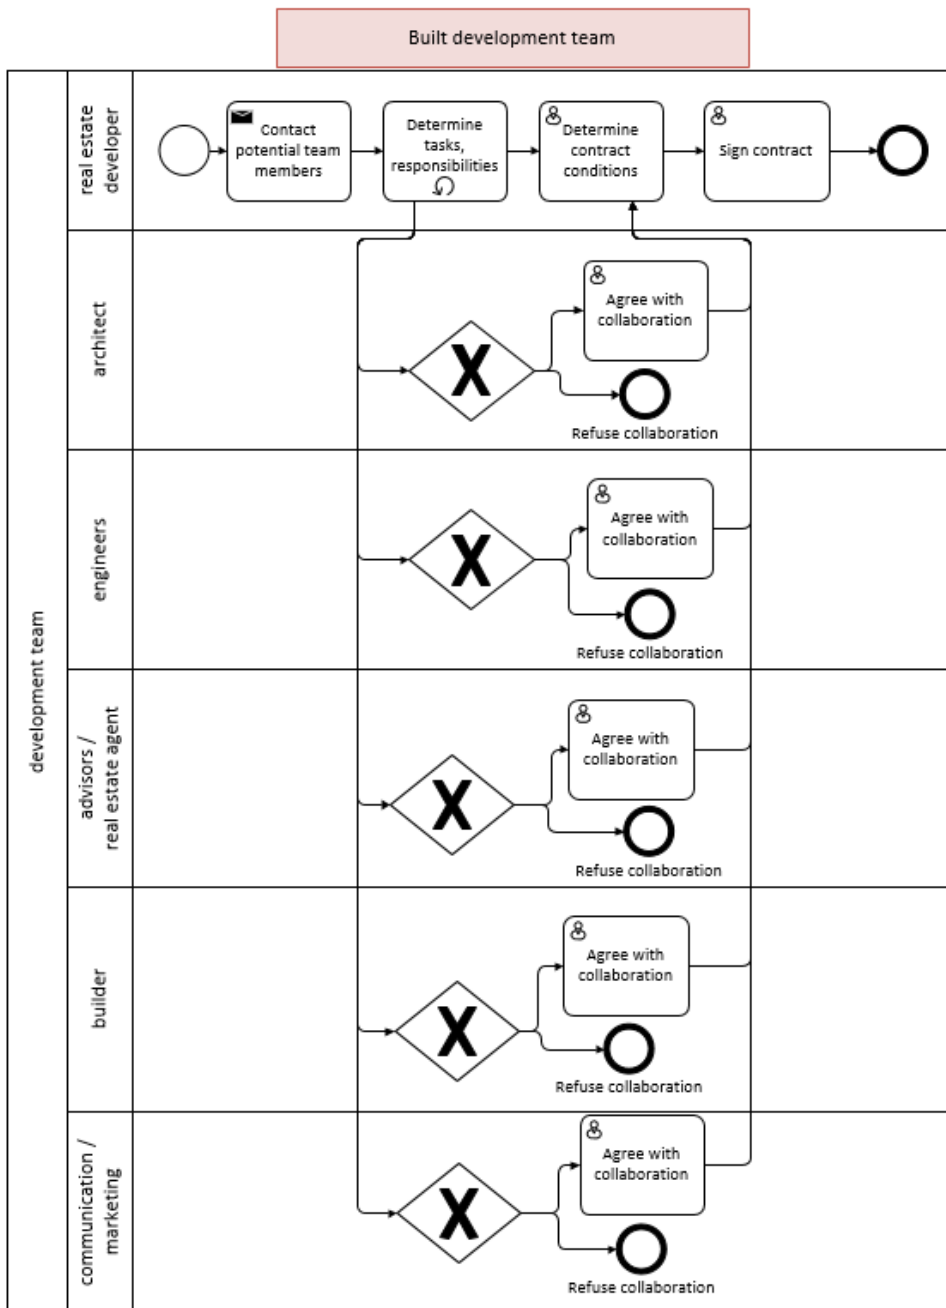 Built development team
development team
real estate
developer
Contact
potential team
members
Determine
tasks,
responsibilities
Determine
contract
conditions
Sign contract
architect
X
Agree with
collaboration
Refuse collaboration
engineers
X
Agree with
collaboration
Refuse collaboration
advisors /
real estate agent
X
Agree with
collaboration
Refuse collaboration
builder
X
Agree with
collaboration
Refuse collaboration
communication /
marketing
X
Agree with
collaboration
Refuse collaboration